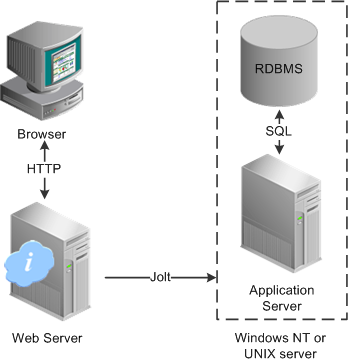 RDBMS
Browser
SQL
HTTP
Jolt
Application
Server
Web Server
Windows NT or
UNIX server